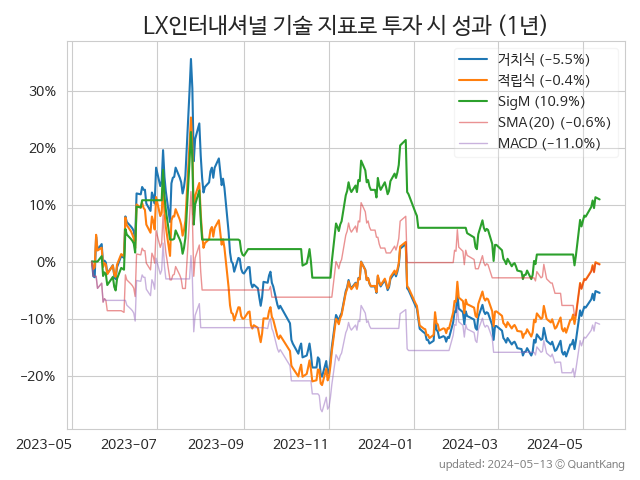 LX인터내셔널 기술 지표로 투자 시 성과 (1년)
거치식 (−5.5%)
적립식 (−0.4%)
SigM (10.9%)
SMA(20) (−0.6%)
MACD (−11.0%)
30%
20%
10%
0%
−10%
−20%
2023-05 2023-07 2023-09 2023-11 2024-01 2024-03 2024-05
updated: 2024-05-13 ⓒ QuantKang